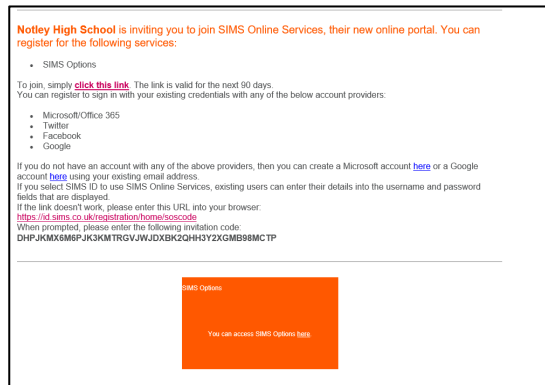 Notley High School is inviting you to join SIMS Online Services, their new online portal. You can
register for the following services:
• SIMS Options
To join, simply click this link. The link is valid for the next 90 days.
You can register to sign in with your existing credentials with any of the below account providers:
• Microsoft/Office 365
• Twitter
• Facebook
• Google
If you do not have an account with any of the above providers, then you can create a Microsoft account here or a Google
account here using your existing email address.
If you select SIMS ID to use SIMS Online Services, existing users can enter their details into the username and password
fields that are displayed.
If the link doesn't work, please enter this URL into your browser:
https://id.sims.co.uk/registration/home/soscode
When prompted, please enter the following invitation code:
DHPJKMX6M6PJK3KMTRGVJWJDXBK2QHH3Y2XGMB98MCTP
SIMS Options
You can access SIMS Options here.